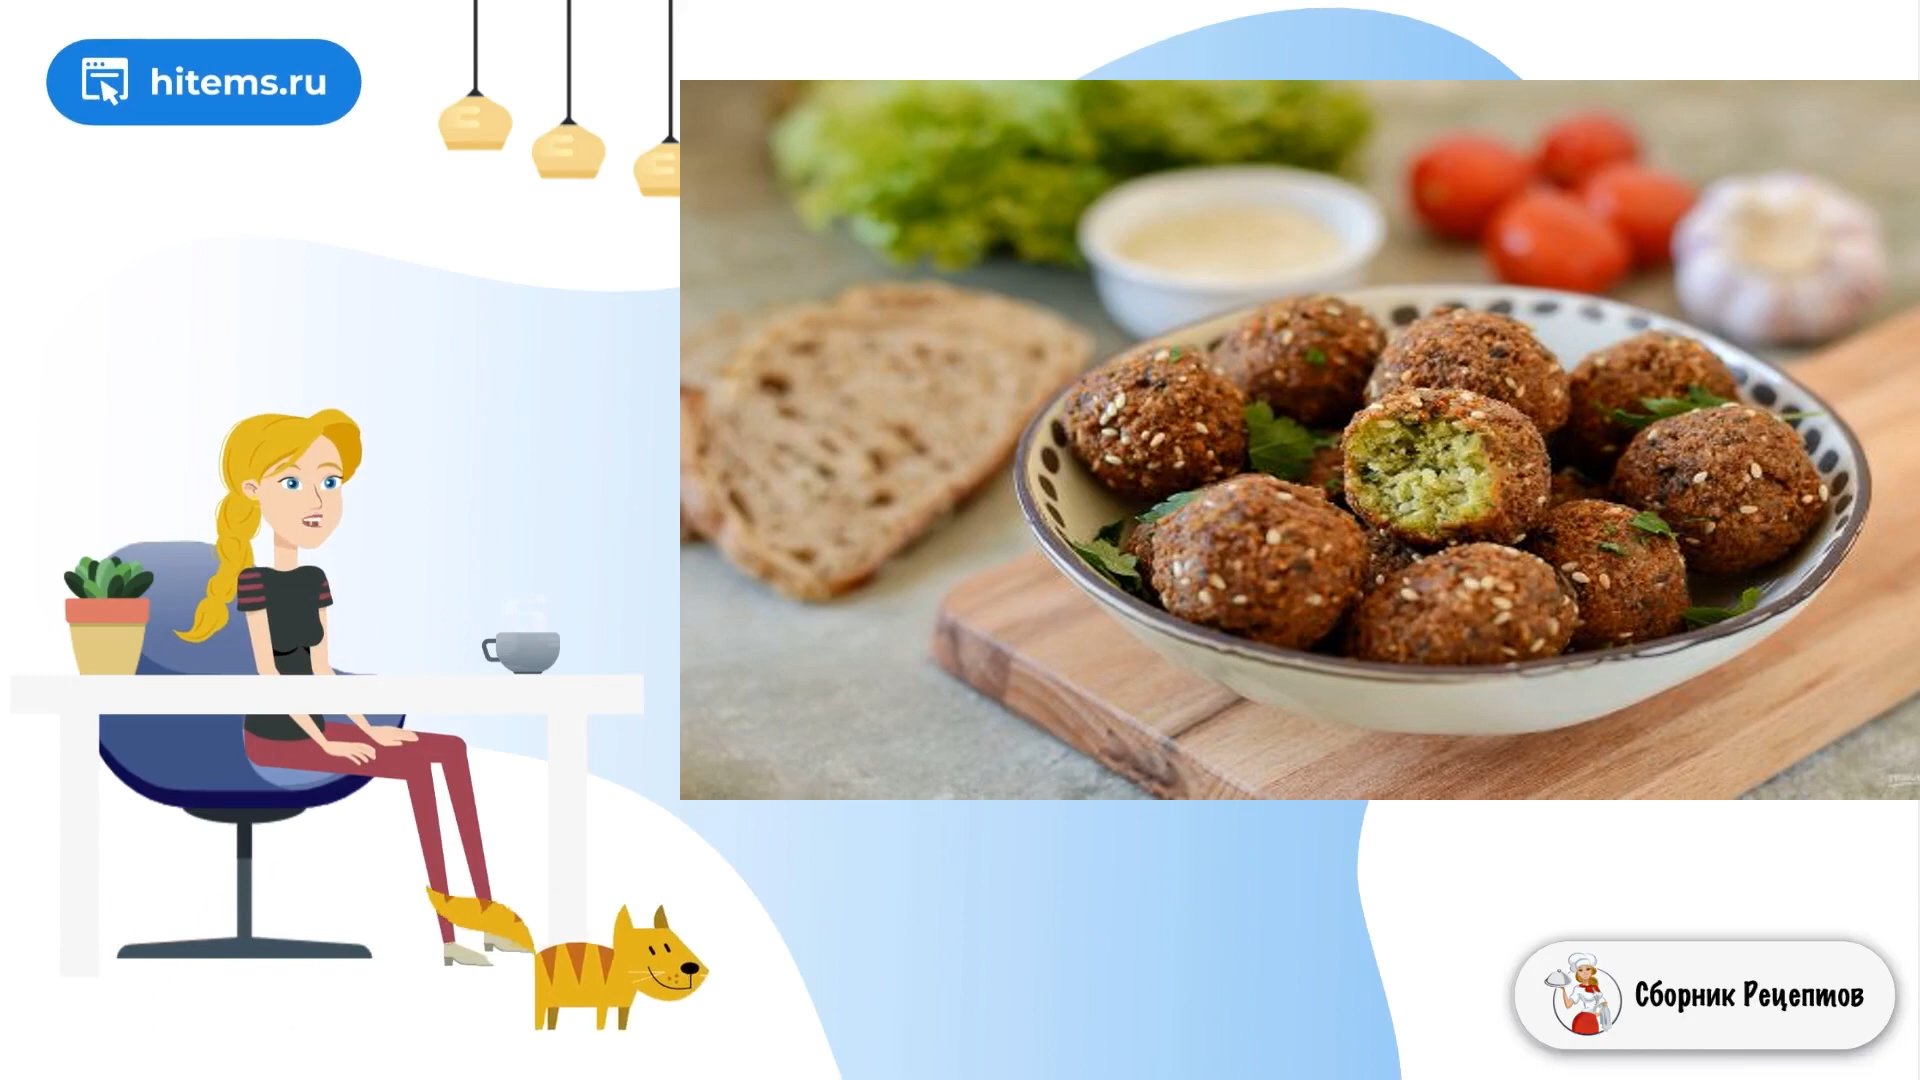 hitems.ru
Сборник Рецептов